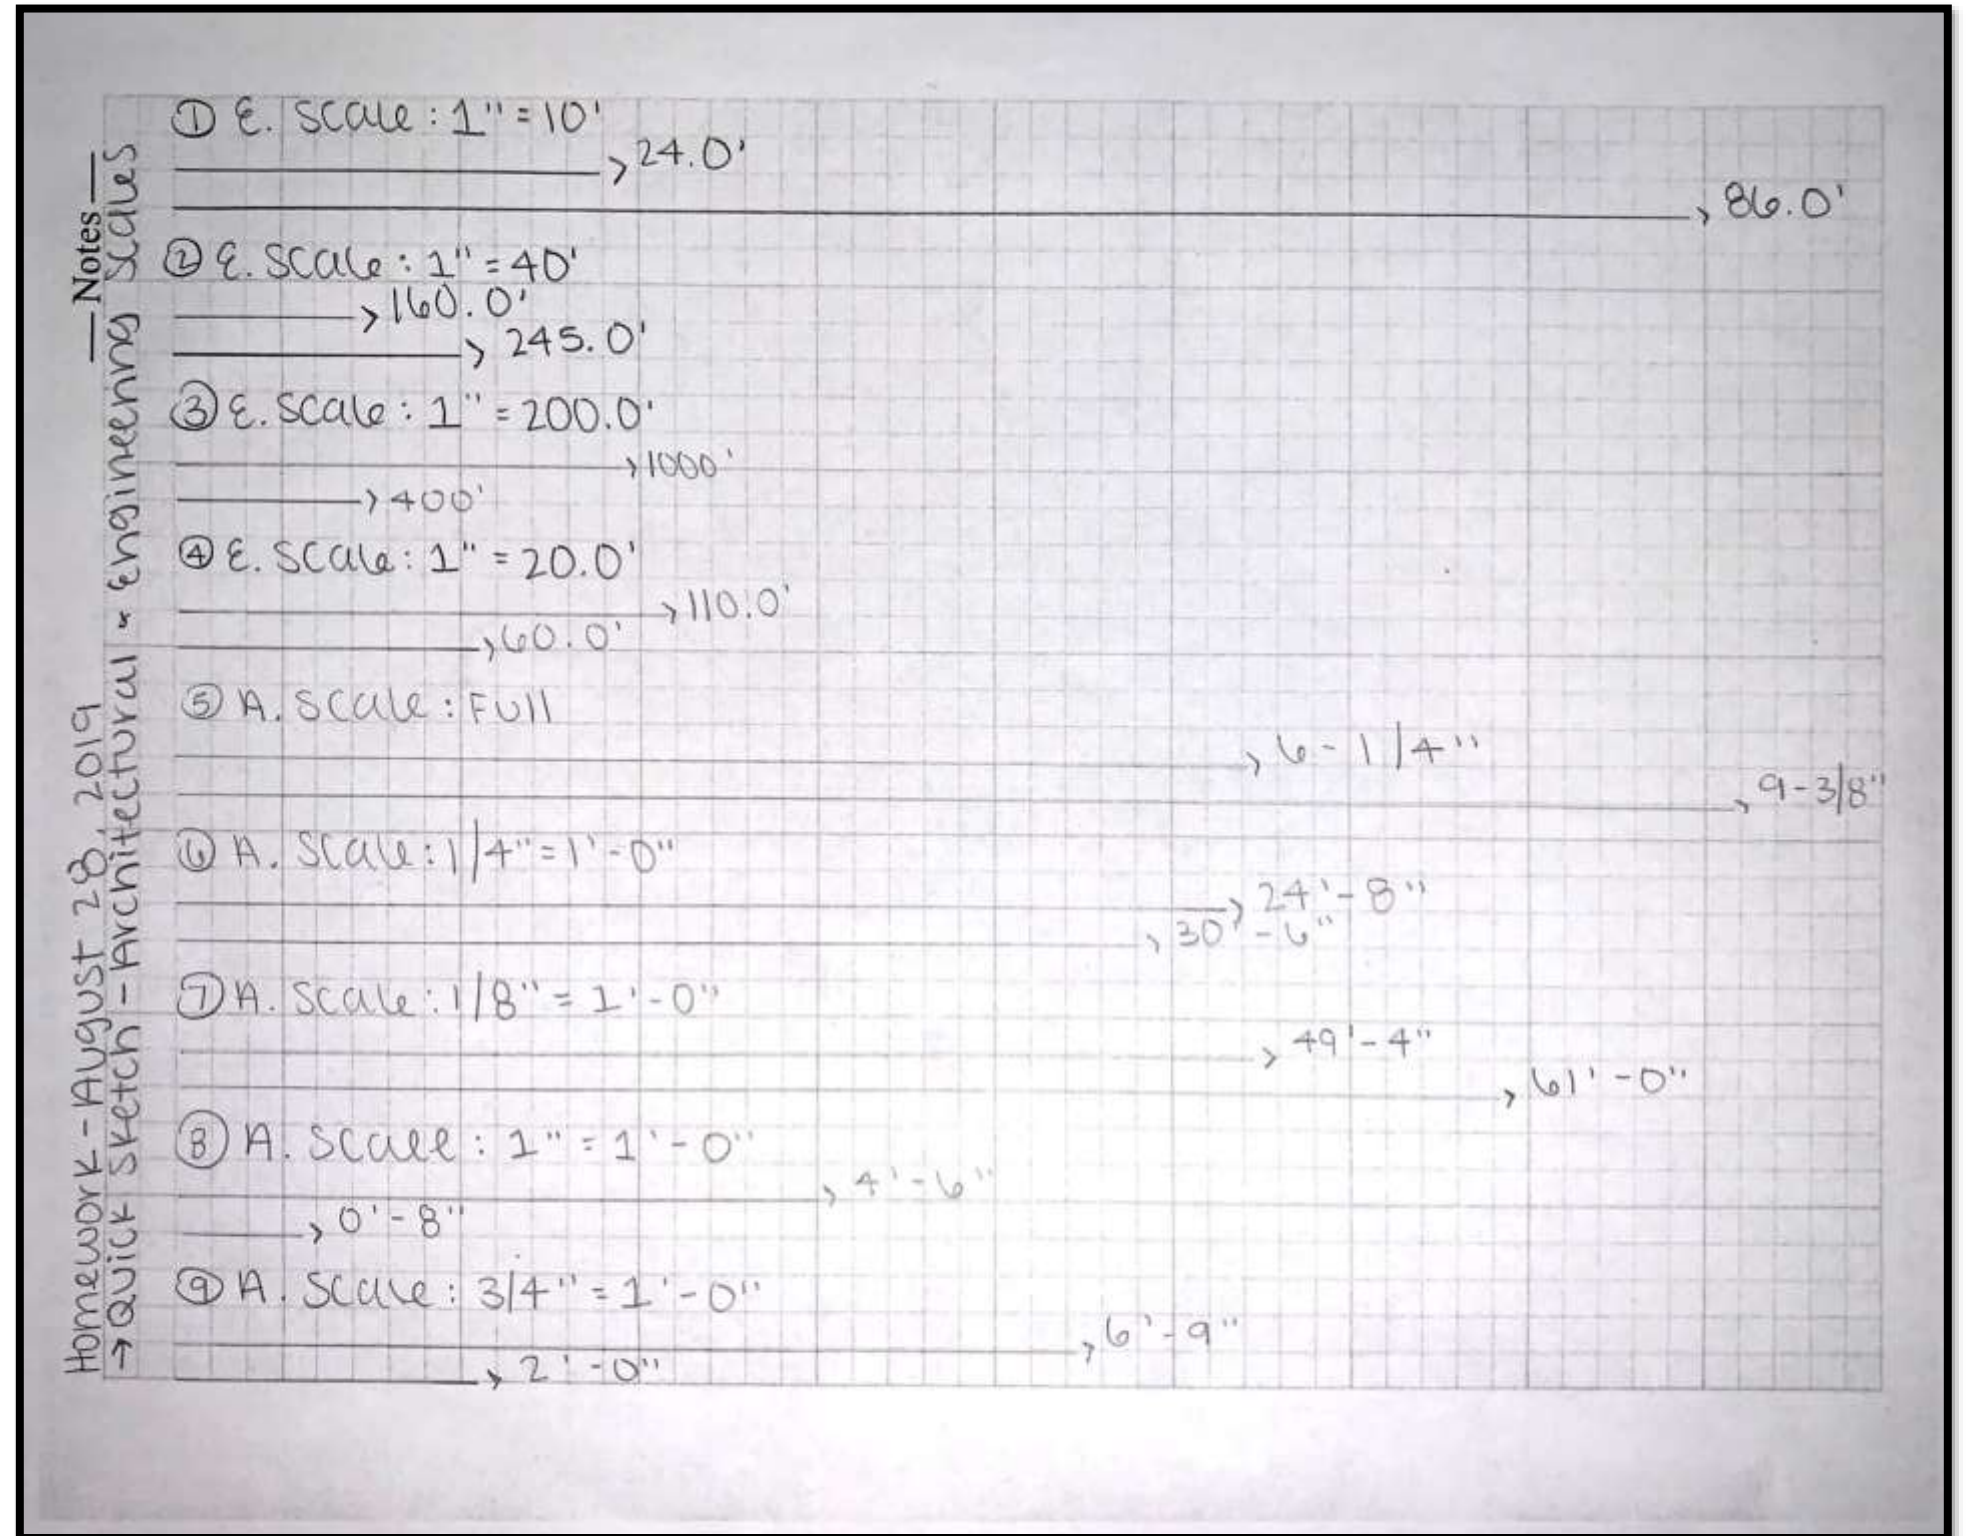 Notes
Homework - August 28, 2019
→ Quick Sketch - Architectural & Engineering Scales
① E. Scale: 1" = 10'
24.0'
86.0'
② E. Scale: 1" = 40'
160.0'
245.0'
③ E. Scale: 1" = 200.0'
1000'
400'
④ E. Scale: 1" = 20.0'
110.0'
60.0'
⑤ A. Scale: Full
6-1/4"
9-3/8"
⑥ A. Scale: 1/4" = 1'-0"
24'-8"
30'-6"
⑦ A. Scale: 1/8" = 1'-0"
49'-4"
61'-0"
⑧ A. Scale: 1" = 1'-0"
4'-6"
0'-8"
⑨ A. Scale: 3/4" = 1'-0"
6'-9"
2'-0"